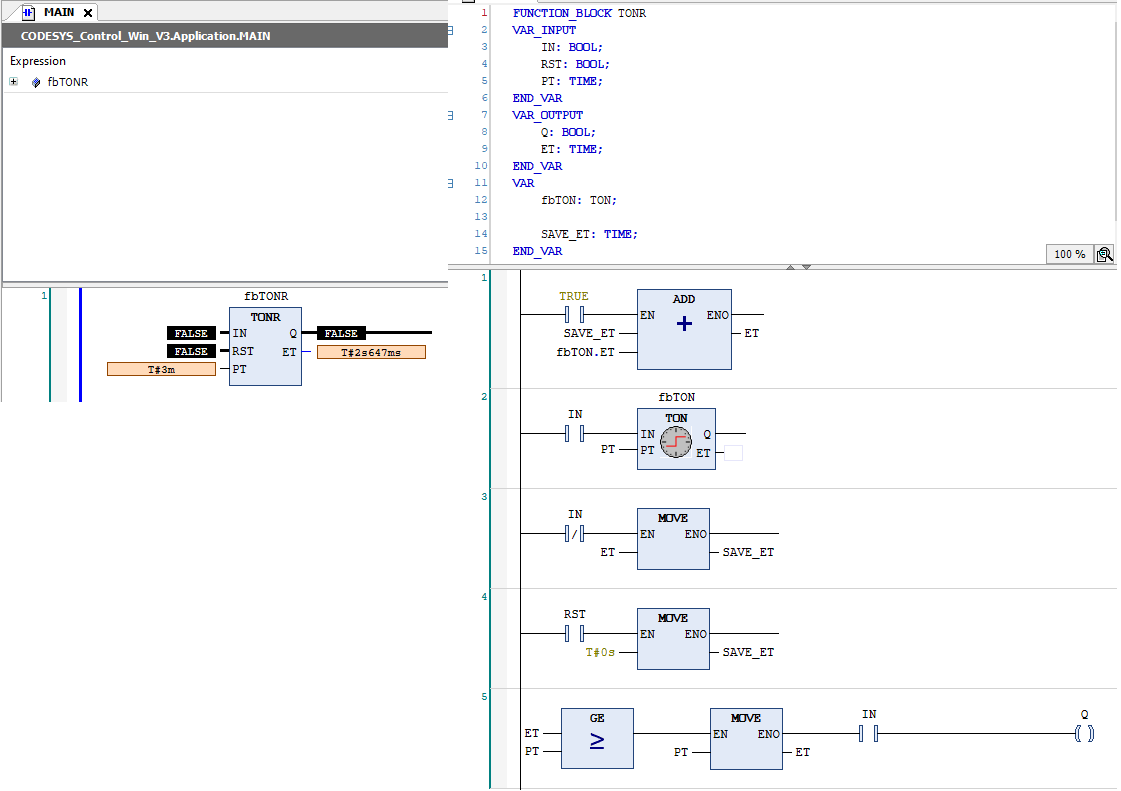 MAIN
CODESYS_Control_Win_V3.Application.MAIN
Expression
fbTONR
1
fbTONR
TONR
FALSE IN Q FALSE
FALSE RST ET T#2s647ms
T#3m PT
1 FUNCTION_BLOCK TONR
2 VAR_INPUT
3 IN: BOOL;
4 RST: BOOL;
5 PT: TIME;
6 END_VAR
7 VAR_OUTPUT
8 Q: BOOL;
9 ET: TIME;
10 END_VAR
11 VAR
12 fbTON: TON;
13
14 SAVE_ET: TIME;
15 END_VAR
100 %
1
TRUE ADD
EN + ENO
SAVE_ET ET
fbTON.ET
2
fbTON
IN TON
IN Q
PT PT ET
3
IN MOVE
EN ENO
ET SAVE_ET
4
RST MOVE
EN ENO
T#0s SAVE_ET
5
GE MOVE IN Q
ET ≥ EN ENO
PT PT ET